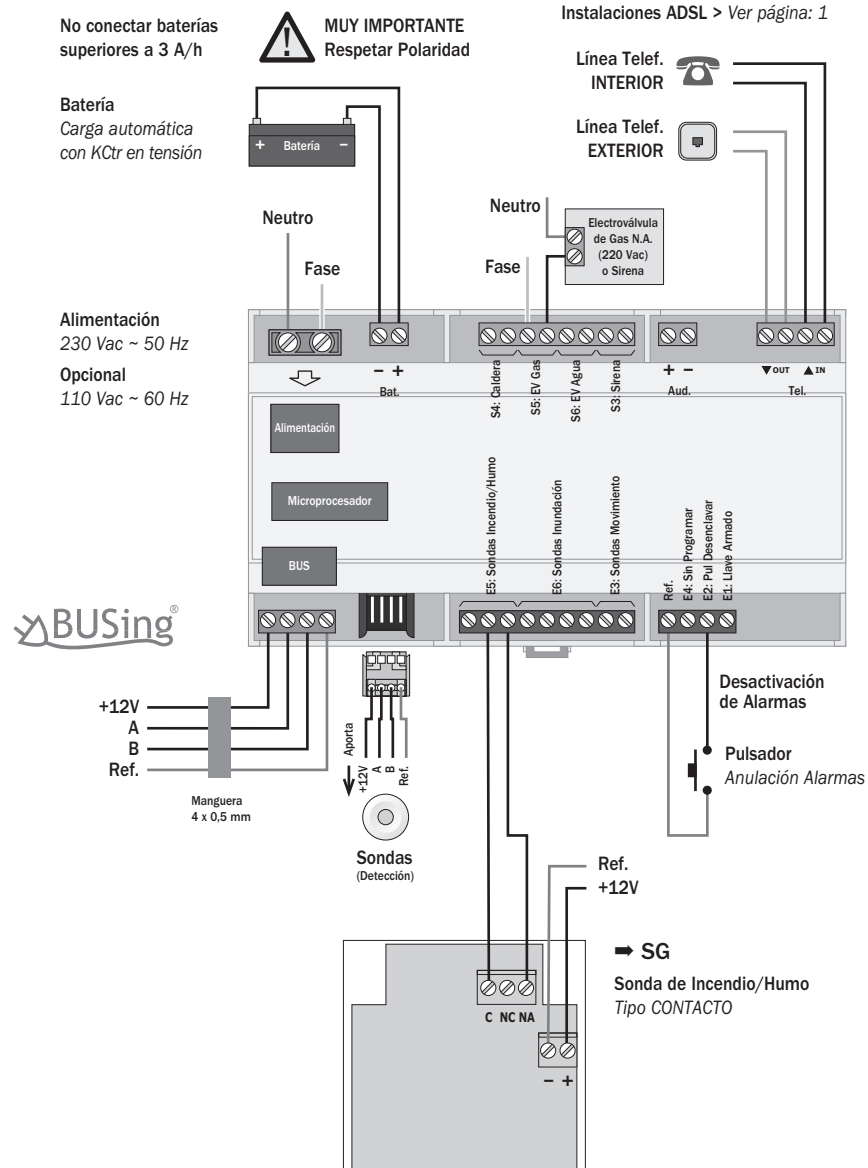 No conectar baterías
superiores a 3 A/h
MUY IMPORTANTE
Respetar Polaridad
Instalaciones ADSL > Ver página: 1
Línea Telef.
INTERIOR
Línea Telef.
EXTERIOR
Batería
Carga automática
con KCtr en tensión
+ Batería −
Neutro
Fase
Neutro
Fase
Electroválvula
de Gas N.A.
(220 Vac)
o Sirena
Alimentación
230 Vac ~ 50 Hz
Opcional
110 Vac ~ 60 Hz
− +
Bat.
S4: Caldera
S5: EV Gas
S6: EV Agua
S3: Sirena
+ −
Aud.
▼OUT ▲IN
Tel.
Alimentación
Microprocesador
BUS
E5: Sondas Incendio/Humo
E6: Sondas Inundación
E3: Sondas Movimiento
Ref.
E4: Sin Programar
E2: Pul Desenclavar
E1: Llave Armado
BUSing®
+12V
A
B
Ref.
Manguera
4 x 0,5 mm
Aporta
+12V
A
B
Ref.
Sondas
(Detección)
Desactivación
de Alarmas
Pulsador
Anulación Alarmas
Ref.
+12V
➡ SG
Sonda de Incendio/Humo
Tipo CONTACTO
C NC NA
− +